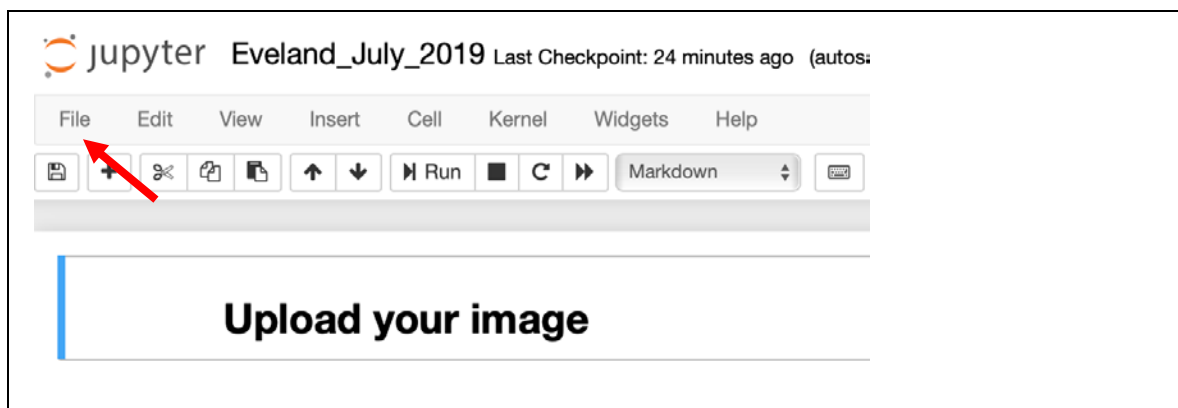 jupyter Eveland_July_2019 Last Checkpoint: 24 minutes ago (autosa
File Edit View Insert Cell Kernel Widgets Help
Run Markdown
Upload your image